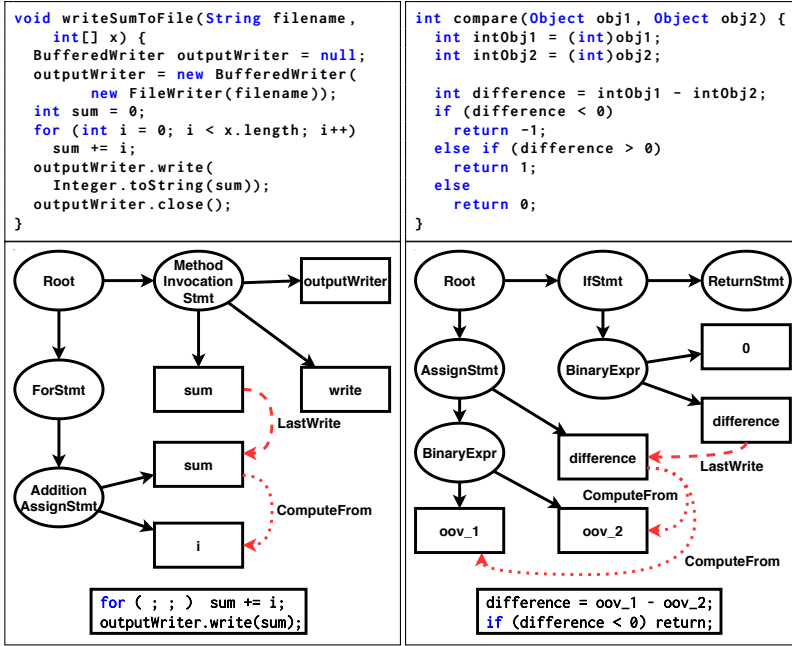 void writeSumToFile(String filename,
int[] x) {
BufferedWriter outputWriter = null;
outputWriter = new BufferedWriter(
new FileWriter(filename));
int sum = 0;
for (int i = 0; i < x.length; i++)
sum += i;
outputWriter.write(
Integer.toString(sum));
outputWriter.close();
}
int compare(Object obj1, Object obj2) {
int intObj1 = (int)obj1;
int intObj2 = (int)obj2;
int difference = intObj1 - intObj2;
if (difference < 0)
return -1;
else if (difference > 0)
return 1;
else
return 0;
}
Root
Method
Invocation
Stmt
outputWriter
ForStmt
sum
write
LastWrite
Addition
AssignStmt
sum
ComputeFrom
i
for ( ; ; ) sum += i;
outputWriter.write(sum);
Root
IfStmt
ReturnStmt
AssignStmt
BinaryExpr
0
difference
BinaryExpr
difference
LastWrite
ComputeFrom
oov_1
oov_2
ComputeFrom
difference = oov_1 - oov_2;
if (difference < 0) return;